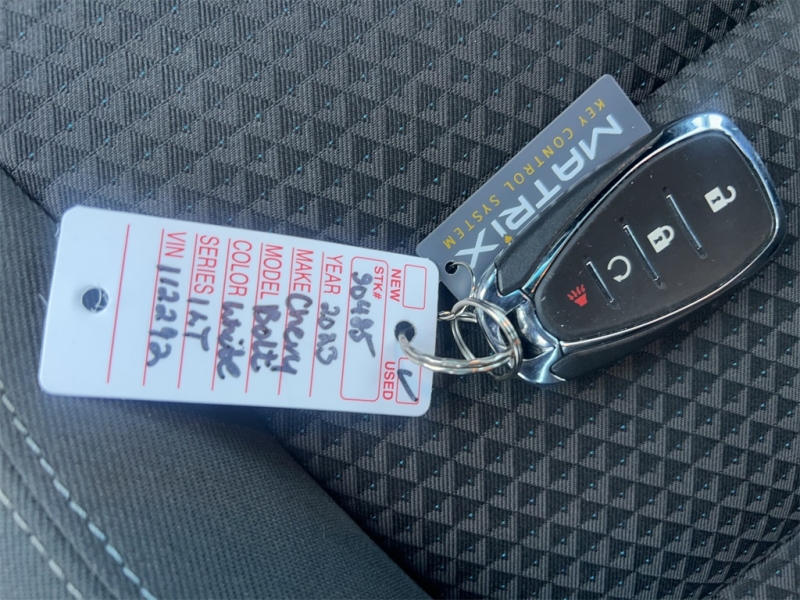 NEW USED ✓
STK# 90485
YEAR 2023
MAKE Chevy
MODEL Bolt
COLOR White
SERIES 1LT
VIN 112292
MATRIX
KEY CONTROL SYSTEM